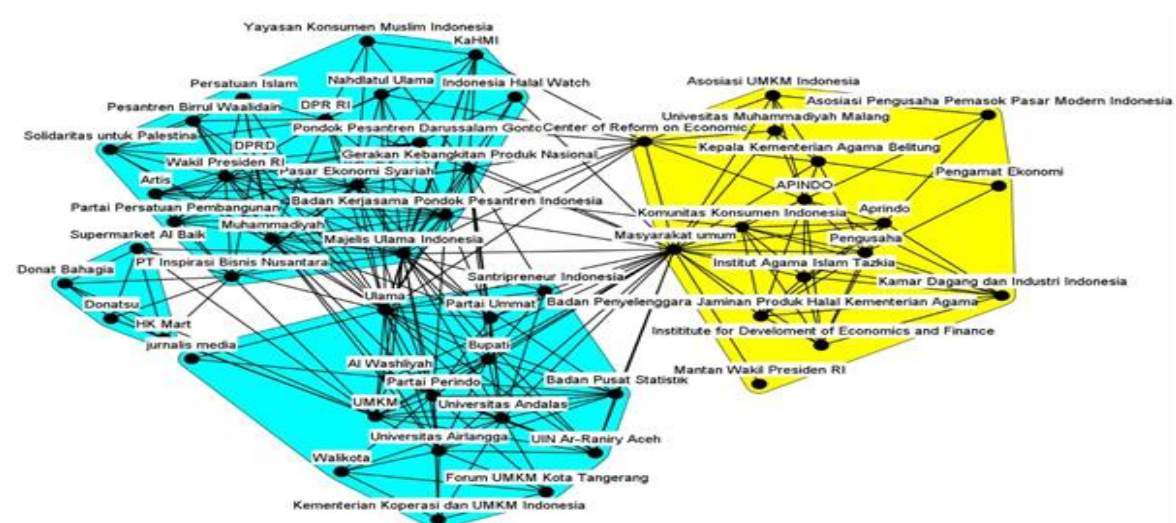 Yayasan Konsumen Muslim Indonesia
KaHMI
Persatuan Islam
Nahdlatul Ulama
Indonesia Halal Watch
Pesantren Birrul Waalidain
DPR RI
Solidaritas untuk Palestina
DPRD
Pondok Pesantren Darussalam Gonto
Wakil Presiden RI
Gerakan Kebangkitan Produk Nasional
Artis
Pasar Ekonomi Syariah
Partai Persatuan Pembangunan
Badan Kerjasama Pondok Pesantren Indonesia
Supermarket Al Baik
Muhammadiyah
Majelis Ulama Indonesia
Donat Bahagia
PT Inspirasi Bisnis Nusantara
Donatsu
HK Mart
jurnalis media
Ulama
Santripreneur Indonesia
Partai Ummat
Bupati
Al Washliyah
Partai Perindo
Badan Pusat Statistik
UMKM
Universitas Andalas
Universitas Airlangga
UIN Ar-Raniry Aceh
Walikota
Forum UMKM Kota Tangerang
Kementerian Koperasi dan UMKM Indonesia
Asosiasi UMKM Indonesia
Asosiasi Pengusaha Pemasok Pasar Modern Indonesia
Univesitas Muhammadiyah Malang
Center of Reform on Economic
Kepala Kementerian Agama Belitung
Pengamat Ekonomi
APINDO
Komunitas Konsumen Indonesia
Aprindo
Masyarakat umum
Pengusaha
Institut Agama Islam Tazkia
Kamar Dagang dan Industri Indonesia
Badan Penyelenggara Jaminan Produk Halal Kementerian Agama
Instititute for Develoment of Economics and Finance
Mantan Wakil Presiden RI